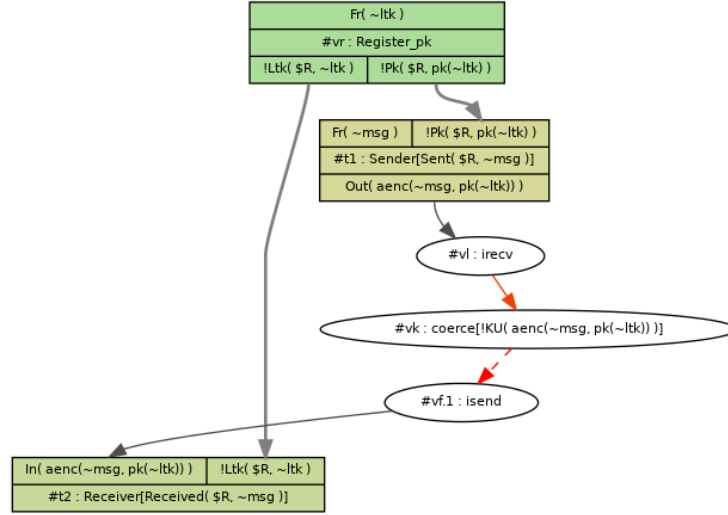 Fr( ~ltk )
#vr : Register_pk
!Ltk( $R, ~ltk ) !Pk( $R, pk(~ltk) )
Fr( ~msg ) !Pk( $R, pk(~ltk) )
#t1 : Sender[Sent( $R, ~msg )]
Out( aenc(~msg, pk(~ltk)) )
#vl : irecv
#vk : coerce[!KU( aenc(~msg, pk(~ltk)) )]
#vf.1 : isend
In( aenc(~msg, pk(~ltk)) ) !Ltk( $R, ~ltk )
#t2 : Receiver[Received( $R, ~msg )]